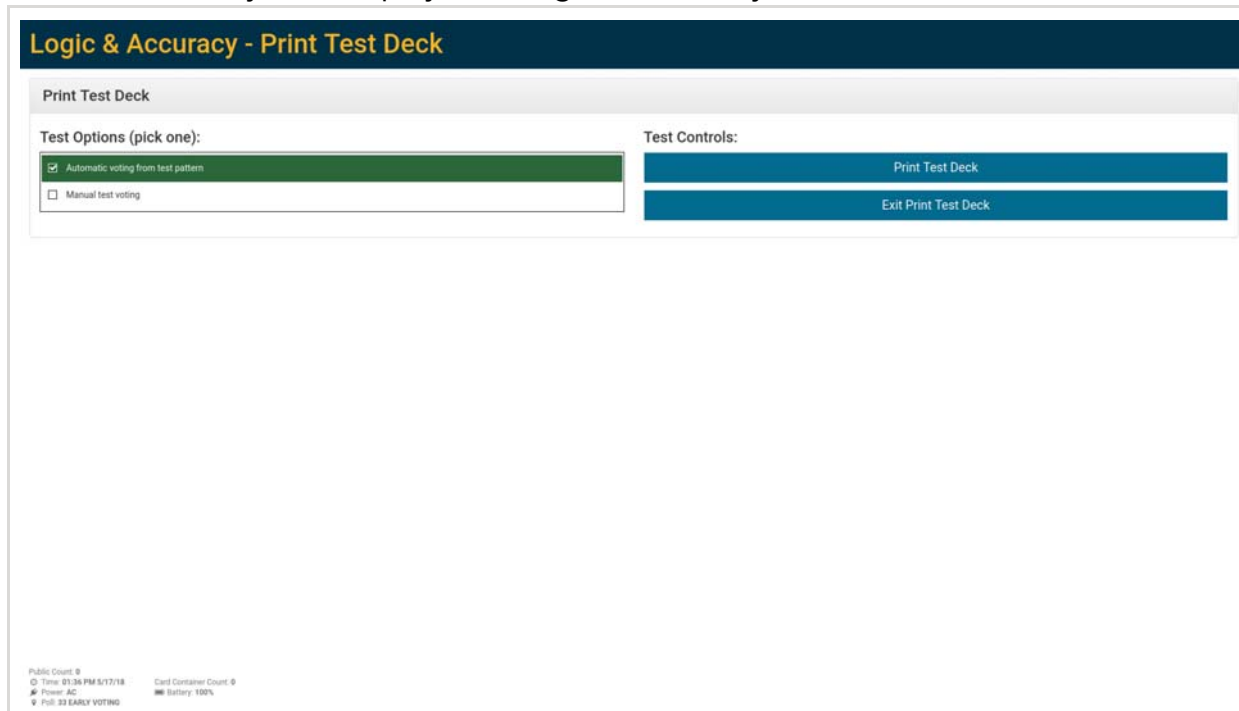 Logic & Accuracy - Print Test Deck
Print Test Deck
Test Options (pick one):
Automatic voting from test pattern
Manual test voting
Test Controls:
Print Test Deck
Exit Print Test Deck
Public Count: 0
Time: 01:36 PM 5/17/18
Power: AC
Poll: 33 EARLY VOTING
Card Container Count: 0
Battery: 100%